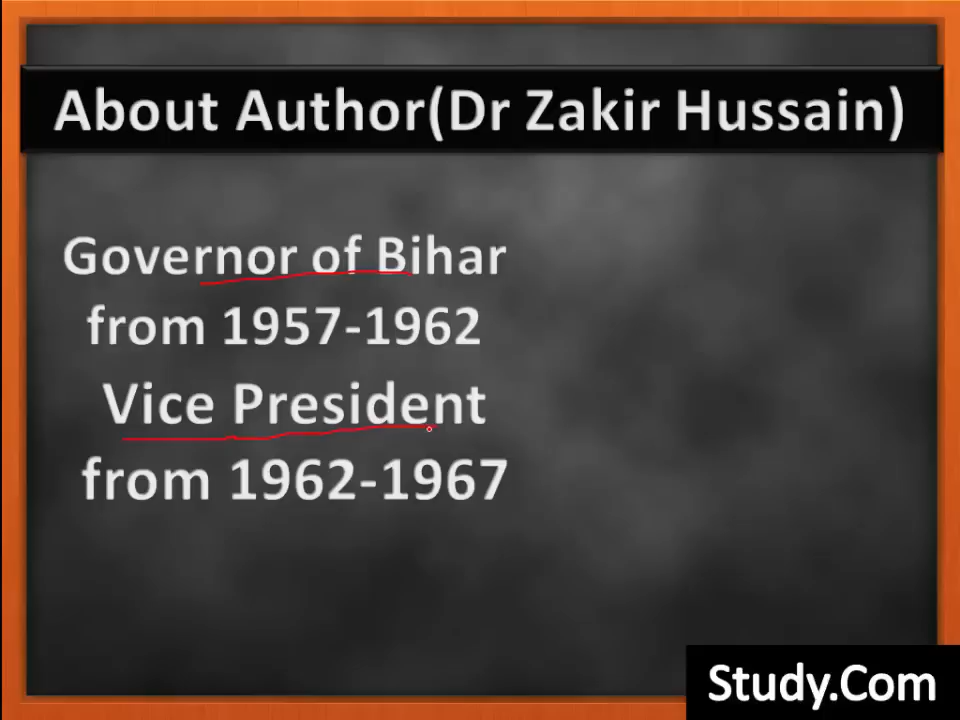 About Author(Dr Zakir Hussain)
Governor of Bihar
from 1957-1962
Vice President
from 1962-1967
Study.Com